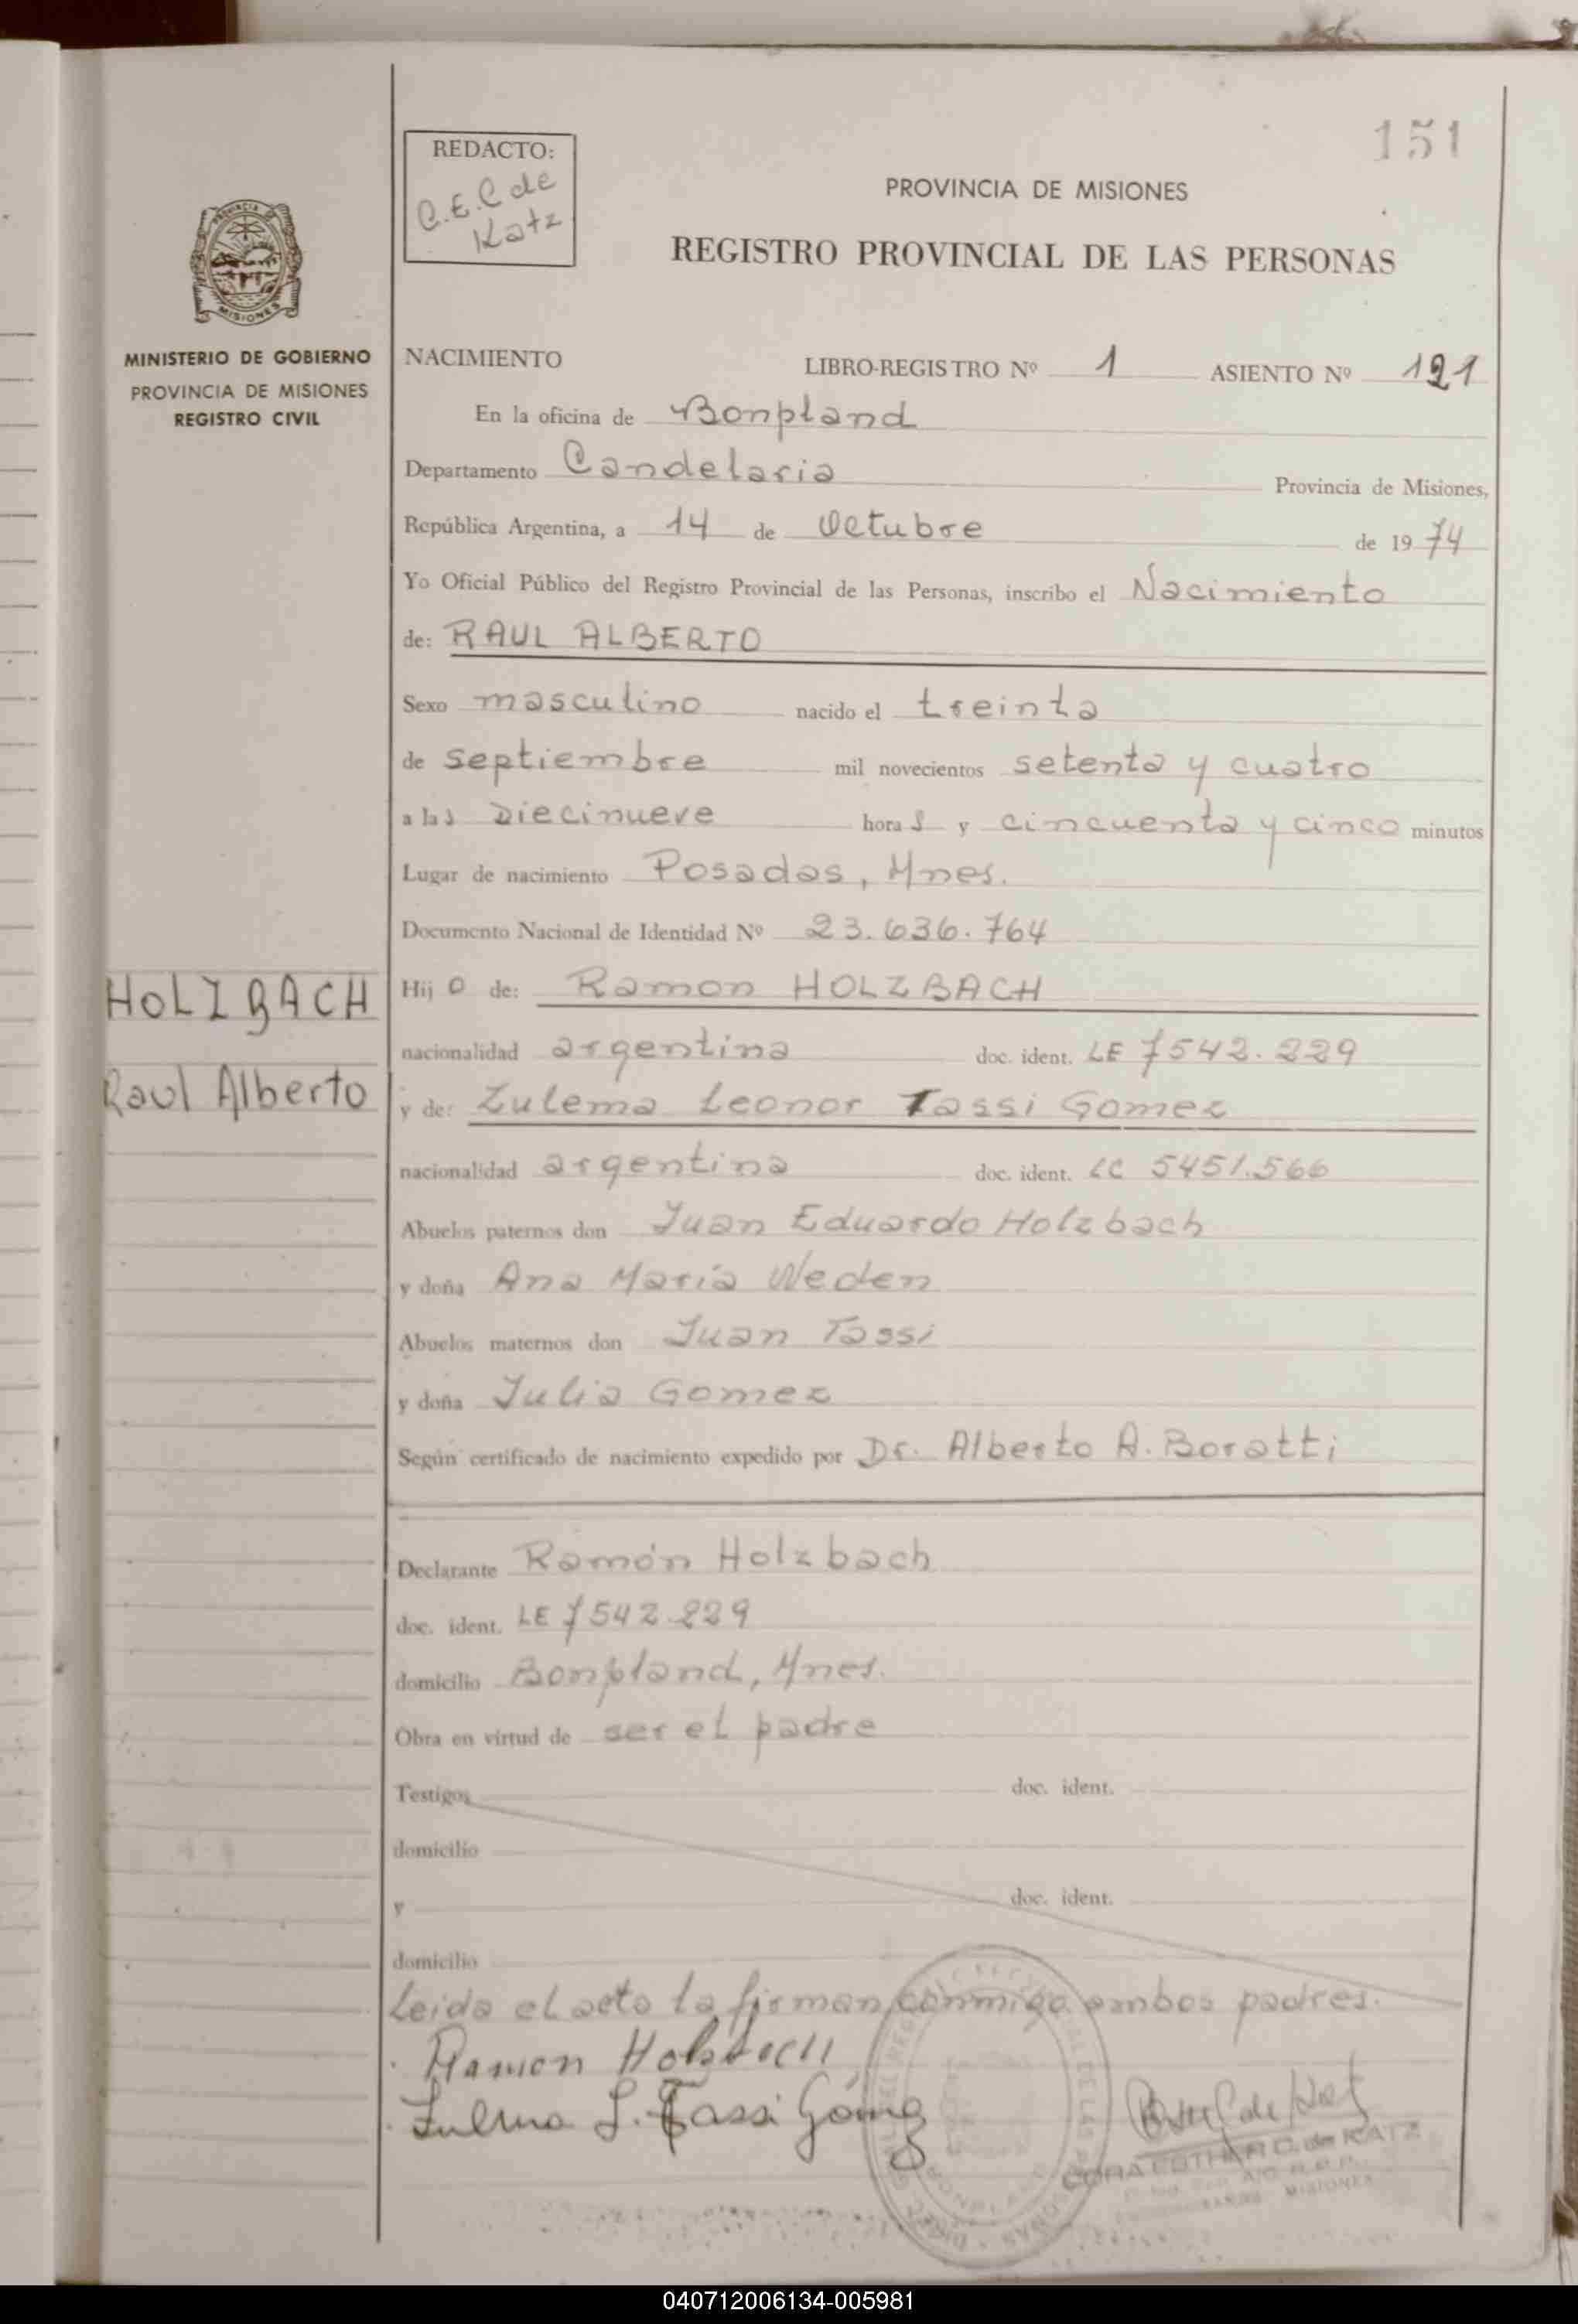 151
REDACTO:
C.E.C de
Katz
PROVINCIA DE MISIONES
REGISTRO PROVINCIAL DE LAS PERSONAS
PROVINCIA DE
MISIONES
MINISTERIO DE GOBIERNO
PROVINCIA DE MISIONES
REGISTRO CIVIL
NACIMIENTO LIBRO-REGISTRO Nº 1 ASIENTO Nº 121
En la oficina de Bonpland
Departamento Candelaria Provincia de Misiones,
República Argentina, a 14 de Octubre de 1974
Yo Oficial Público del Registro Provincial de las Personas, inscribo el Nacimiento
de: RAUL ALBERTO
Sexo masculino nacido el treinta
de septiembre mil novecientos setenta y cuatro
a las Diecinueve horas y cincuenta y cinco minutos
Lugar de nacimiento Posadas, Mnes.
Documento Nacional de Identidad Nº 23.636.764
HOLZBACH
Raul Alberto
Hijo de: Ramon HOLZBACH
nacionalidad argentina doc. ident. LE 7542.229
y de: Zulema Leonor Tassi Gomez
nacionalidad argentina doc. ident. LC 5451.566
Abuelos paternos don Juan Eduardo Holzbach
y doña Ana María Weden
Abuelos maternos don Juan Tassi
y doña Julia Gomez
Según certificado de nacimiento expedido por Dr. Alberto A. Boratti
Declarante Ramón Holzbach
doc. ident. LE 7542.229
domicilio Bonpland, Mnes.
Obra en virtud de ser el padre
Testigos doc. ident.
domicilio
y doc. ident.
domicilio
Leida el acta la firman conmigo ambos padres.
Ramon Holzbach
Zulema L. Tassi Gómez
CORA ESTHER C. de KATZ
MISIONES
040712006134-005981